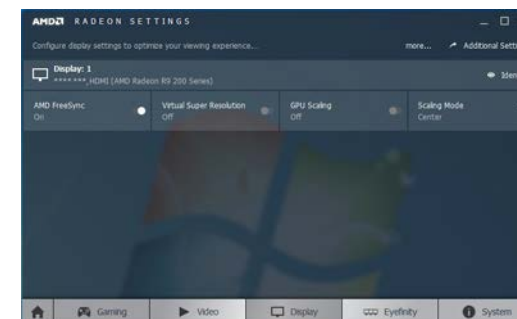 AMD RADEON SETTINGS
Configure display settings to optimize your viewing experience...
more... Additional Setti
Display: 1
**** ***, HDMI [AMD Radeon R9 200 Series]
Iden
AMD FreeSync
On
Virtual Super Resolution
Off
GPU Scaling
Off
Scaling Mode
Center
Gaming Video Display Eyefinity System